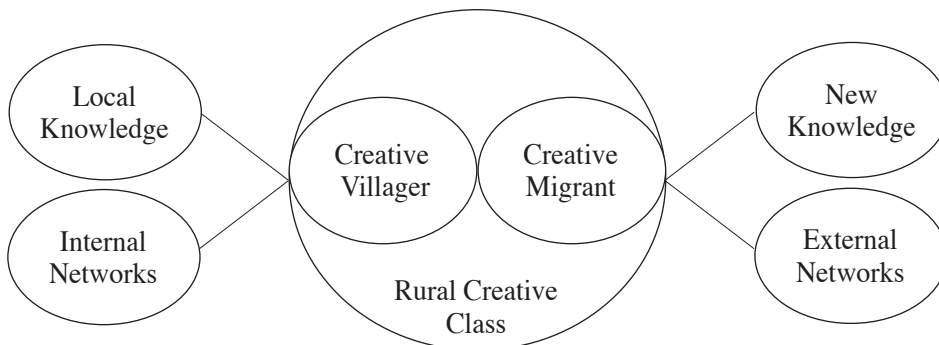 Local
Knowledge
Internal
Networks
Creative
Villager
Creative
Migrant
Rural Creative
Class
New
Knowledge
External
Networks